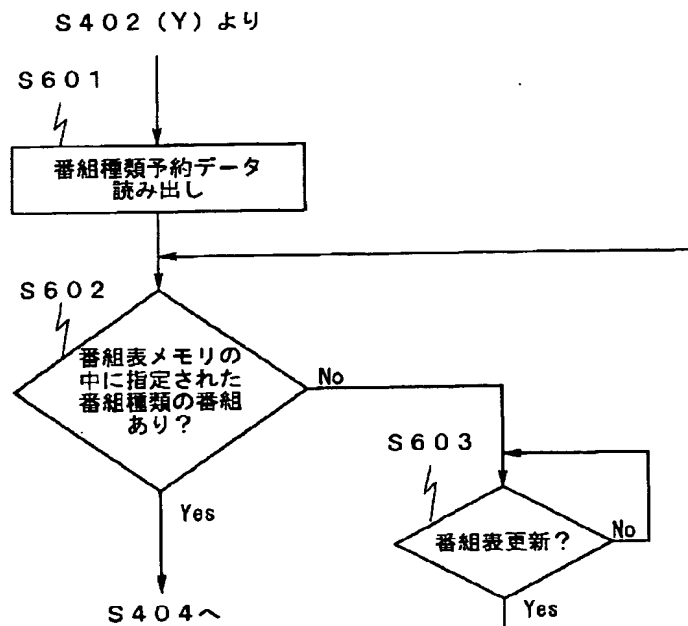 S402(Y)より
S601
番組種類予約データ
読み出し
S602
番組表メモリの
中に指定された
番組種類の番組
あり?
No
Yes
S404へ
S603
番組表更新?
No
Yes